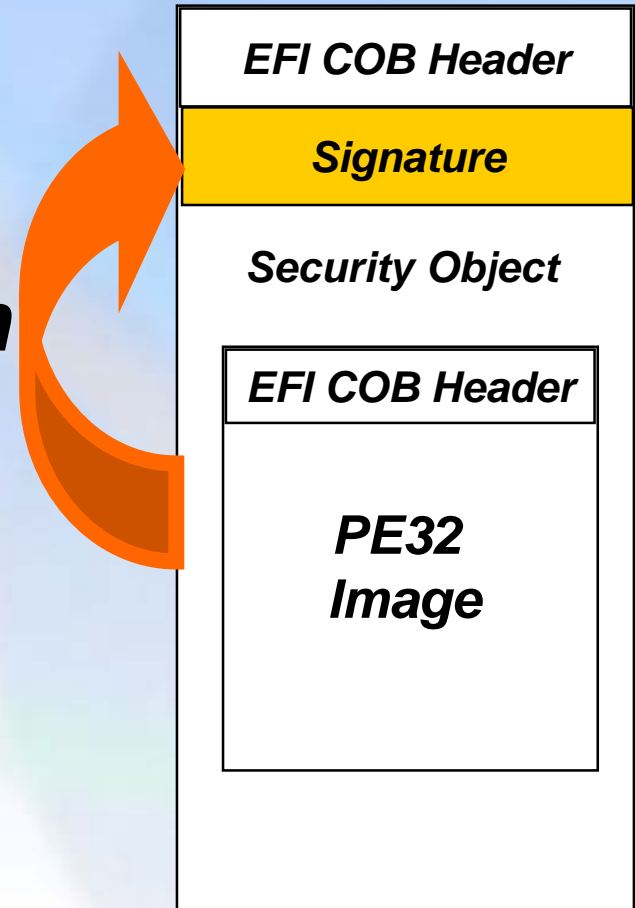 EFI COB Header
Signature
Security Object
EFI COB Header
PE32
Image